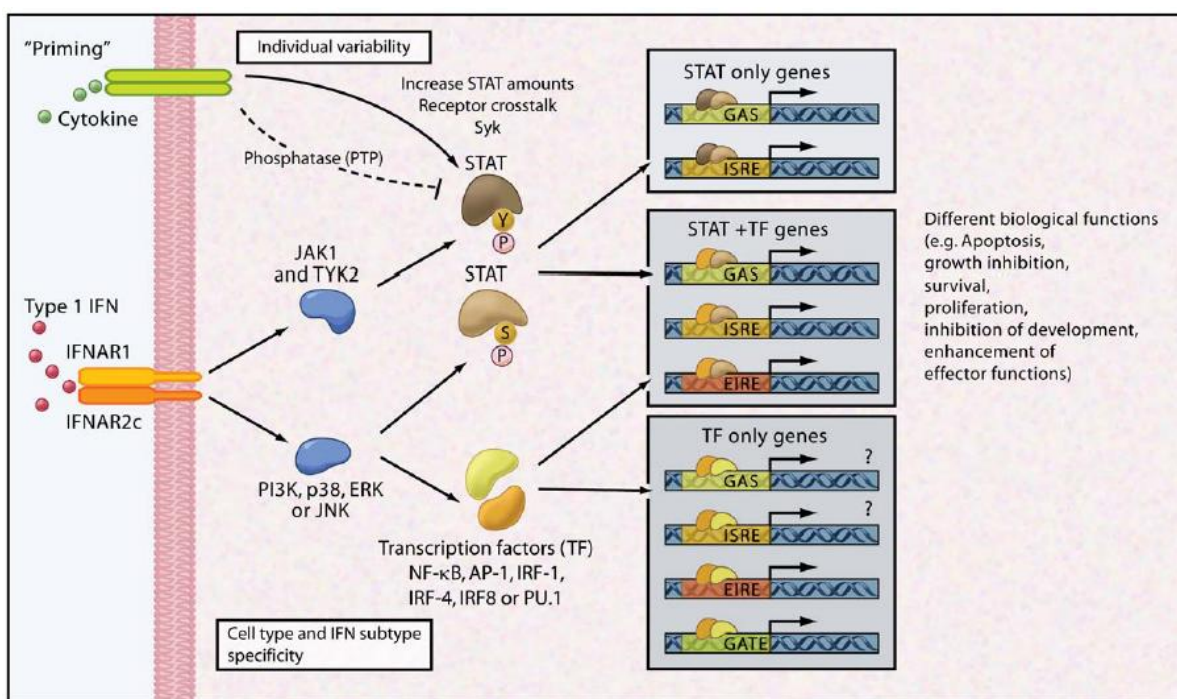 "Priming"
Cytokine
Individual variability
Increase STAT amounts
Receptor crosstalk
Syk
Phosphatase (PTP)
STAT
Y
P
JAK1
and TYK2
STAT
S
P
Type 1 IFN
IFNAR1
IFNAR2c
PI3K, p38, ERK
or JNK
Transcription factors (TF)
NF-κB, AP-1, IRF-1,
IRF-4, IRF8 or PU.1
Cell type and IFN subtype
specificity
STAT only genes
GAS
ISRE
STAT +TF genes
GAS
ISRE
EIRE
TF only genes
?
GAS
?
ISRE
EIRE
GATE
Different biological functions
(e.g. Apoptosis,
growth inhibition,
survival,
proliferation,
inhibition of development,
enhancement of
effector functions)